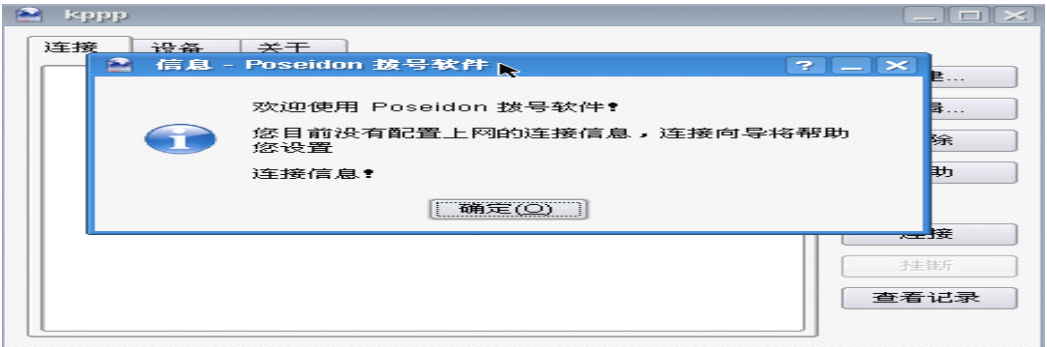 kppp
连接 设备 关于
信息 - Poseidon 拨号软件
欢迎使用 Poseidon 拨号软件!
您目前没有配置上网的连接信息，连接向导将帮助
您设置
连接信息!
确定(O)
连接
挂断
查看记录